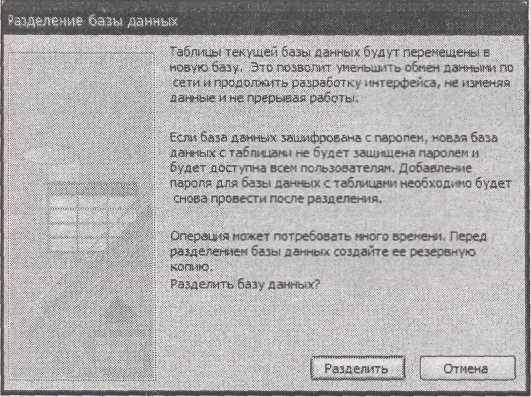 Разделение базы данных
Таблицы текущей базы данных будут перемещены в
новую базу. Это позволит уменьшить обмен данными по
сети и продолжить разработку интерфейса, не изменяя
данные и не прерывая работы.
Если база данных зашифрована с паролем, новая база
данных с таблицами не будет защищена паролем и
будет доступна всем пользователям. Добавление
пароля для базы данных с таблицами необходимо будет
снова провести после разделения.
Операция может потребовать много времени. Перед
разделением базы данных создайте ее резервную
копию.
Разделить базу данных?
Разделить
Отмена